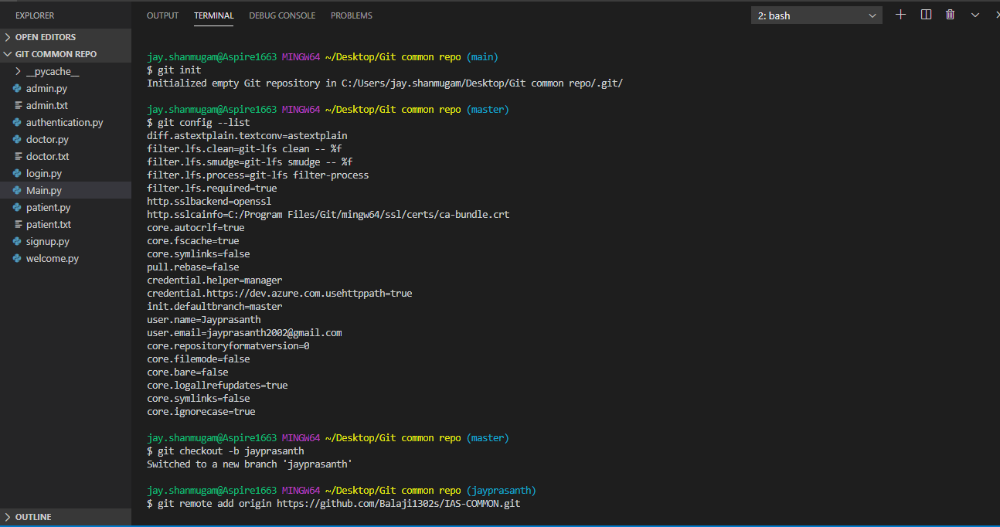 EXPLORER
OPEN EDITORS
GIT COMMON REPO
__pycache__
admin.py
admin.txt
authentication.py
doctor.py
doctor.txt
login.py
Main.py
patient.py
patient.txt
signup.py
welcome.py
OUTLINE
OUTPUT TERMINAL DEBUG CONSOLE PROBLEMS
2: bash
jay.shanmugam@Aspire1663 MINGW64 ~/Desktop/Git common repo (main)
$ git init
Initialized empty Git repository in C:/Users/jay.shanmugam/Desktop/Git common repo/.git/
jay.shanmugam@Aspire1663 MINGW64 ~/Desktop/Git common repo (master)
$ git config --list
diff.astextplain.textconv=astextplain
filter.lfs.clean=git-lfs clean -- %f
filter.lfs.smudge=git-lfs smudge -- %f
filter.lfs.process=git-lfs filter-process
filter.lfs.required=true
http.sslbackend=openssl
http.sslcainfo=C:/Program Files/Git/mingw64/ssl/certs/ca-bundle.crt
core.autocrlf=true
core.fscache=true
core.symlinks=false
pull.rebase=false
credential.helper=manager
credential.https://dev.azure.com.usehttppath=true
init.defaultbranch=master
user.name=Jayprasanth
user.email=jayprasanth2002@gmail.com
core.repositoryformatversion=0
core.filemode=false
core.bare=false
core.logallrefupdates=true
core.symlinks=false
core.ignorecase=true
jay.shanmugam@Aspire1663 MINGW64 ~/Desktop/Git common repo (master)
$ git checkout -b jayprasanth
Switched to a new branch 'jayprasanth'
jay.shanmugam@Aspire1663 MINGW64 ~/Desktop/Git common repo (jayprasanth)
$ git remote add origin https://github.com/Balaji1302s/IAS-COMMON.git